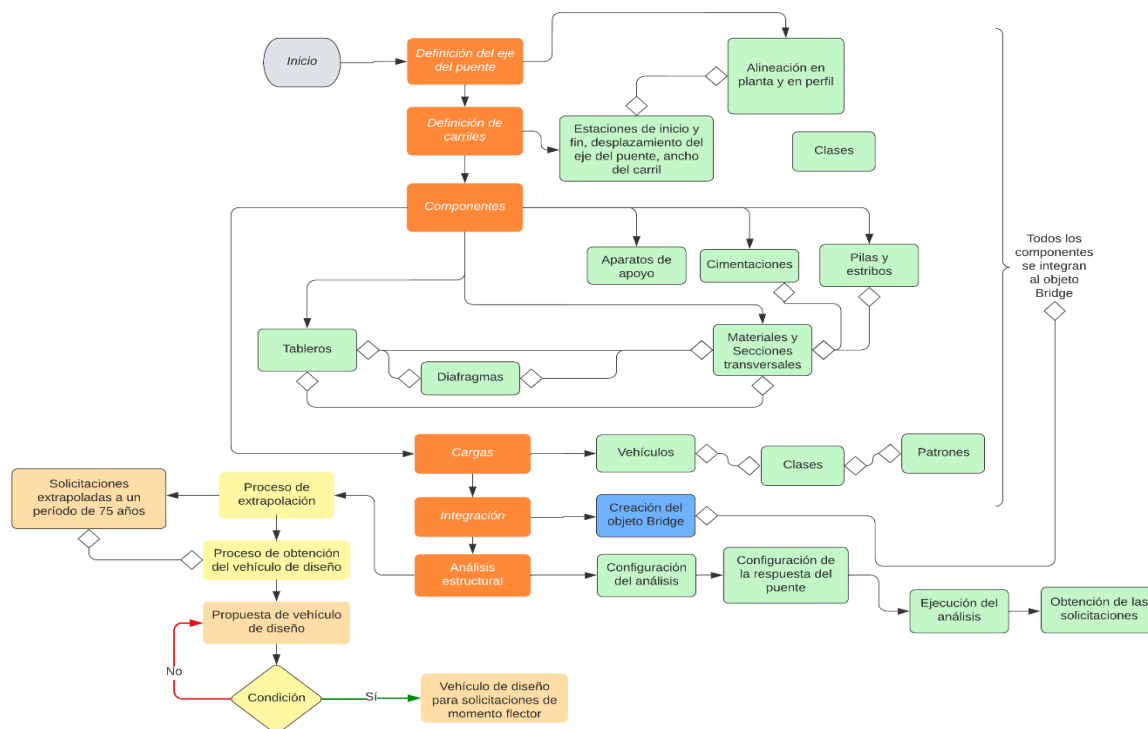 Inicio
Definición del eje
del puente
Alineación en
planta y en perfil
Definición de
carriles
Estaciones de inicio y
fin, desplazamiento del
eje del puente, ancho
del carril
Clases
Componentes
Aparatos de
apoyo
Cimentaciones
Pilas y
estribos
Todos los
componentes
se integran
al objeto
Bridge
Tableros
Diafragmas
Materiales y
Secciones
transversales
Cargas
Vehículos
Clases
Patrones
Solicitaciones
extrapoladas a un
período de 75 años
Proceso de
extrapolación
Integración
Creación del
objeto Bridge
Proceso de obtención
del vehículo de diseño
Análisis
estructural
Configuración
del análisis
Configuración de
la respuesta del
puente
Ejecución del
análisis
Obtención de las
solicitaciones
Propuesta de vehículo
de diseño
No
Condición
Sí
Vehículo de diseño
para solicitaciones de
momento flector